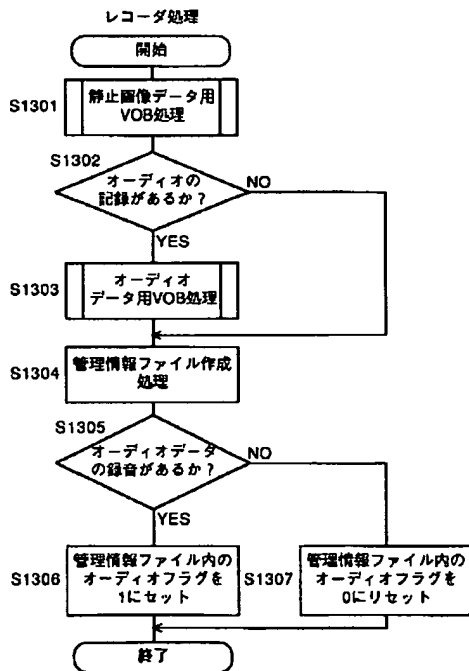 レコーダ処理
開始
S1301
静止画像データ用
VOB処理
S1302
オーディオの
記録があるか?
NO
YES
S1303
オーディオ
データ用VOB処理
S1304
管理情報ファイル作成
処理
S1305
オーディオデータ
の録音があるか?
NO
YES
S1306
管理情報ファイル内の
オーディオフラグを
1にセット
S1307
管理情報ファイル内の
オーディオフラグを
0にリセット
終了